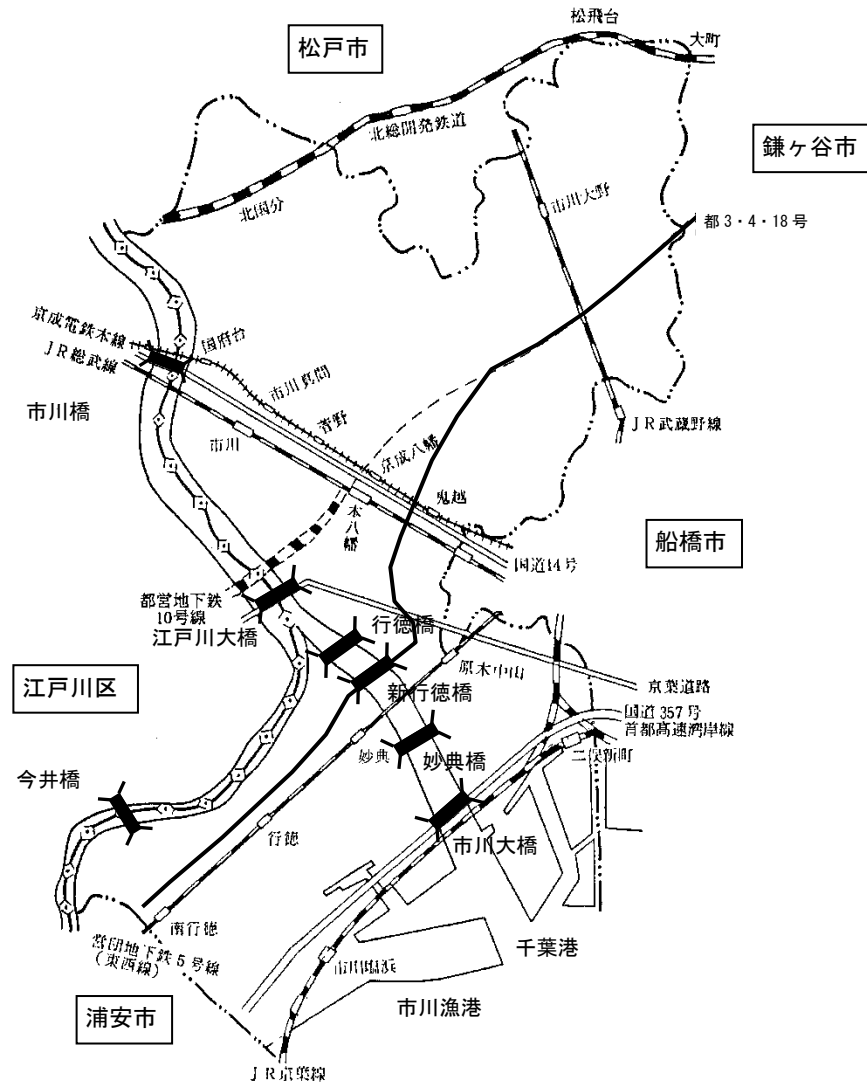 松飛台
大町
松戸市
北総開発鉄道
鎌ヶ谷市
市川大野
北国分
都3・4・18号
京成電鉄本線
国府台
JR総武線
市川真間
市川橋
菅野
市川
京成八幡
JR武蔵野線
鬼越
本八幡
船橋市
国道14号
都営地下鉄
10号線
行徳橋
江戸川大橋
原木中山
江戸川区
新行徳橋
京葉道路
国道357号
首都高速湾岸線
妙典
妙典橋
二俣新町
今井橋
行徳
市川大橋
南行徳
営団地下鉄5号線
(東西線)
千葉港
市川塩浜
浦安市
市川漁港
JR京葉線